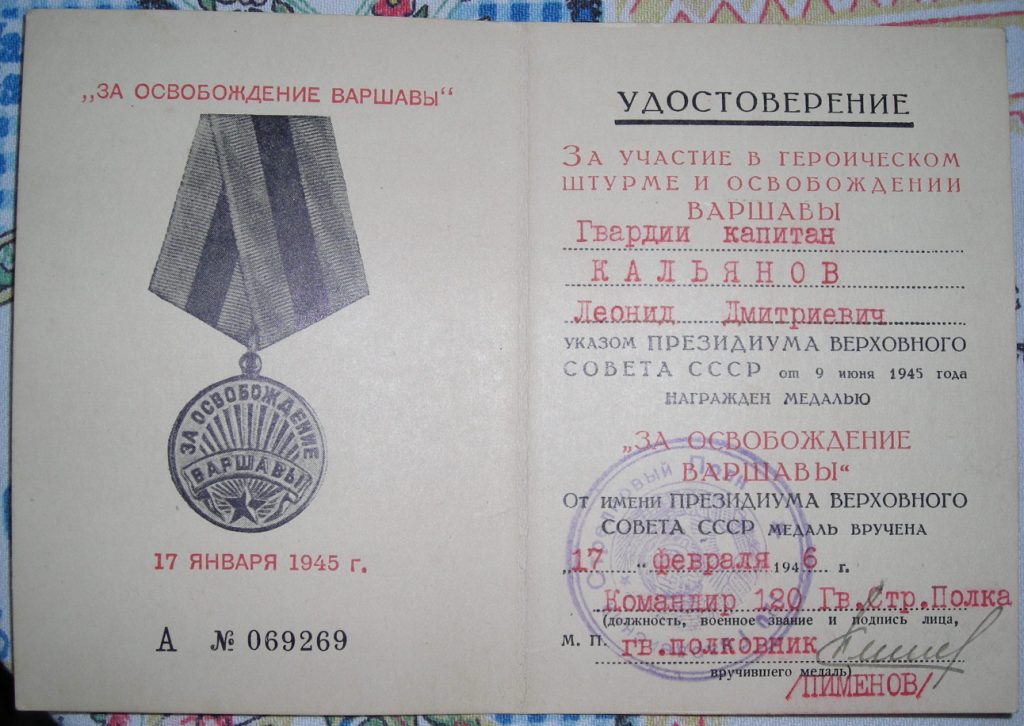 „ЗА ОСВОБОЖДЕНИЕ ВАРШАВЫ“
ЗА ОСВОБОЖДЕНИЕ
ВАРШАВЫ
17 ЯНВАРЯ 1945 г.
А № 069269
УДОСТОВЕРЕНИЕ
ЗА УЧАСТИЕ В ГЕРОИЧЕСКОМ
ШТУРМЕ И ОСВОБОЖДЕНИИ
ВАРШАВЫ
Гвардии капитан
КАЛЬЯНОВ
Леонид Дмитриевич
УКАЗОМ ПРЕЗИДИУМА ВЕРХОВНОГО
СОВЕТА СССР от 9 июня 1945 года
НАГРАЖДЕН МЕДАЛЬЮ
„ЗА ОСВОБОЖДЕНИЕ
ВАРШАВЫ“
ОТ ИМЕНИ ПРЕЗИДИУМА ВЕРХОВНОГО
СОВЕТА СССР МЕДАЛЬ ВРУЧЕНА
„17“ февраля 1946 г.
Командир 120 Гв.Стр.Полка
(должность, военное звание и подпись лица,
М. П. гв.полковник
вручившего медаль)
/ПИМЕНОВ/